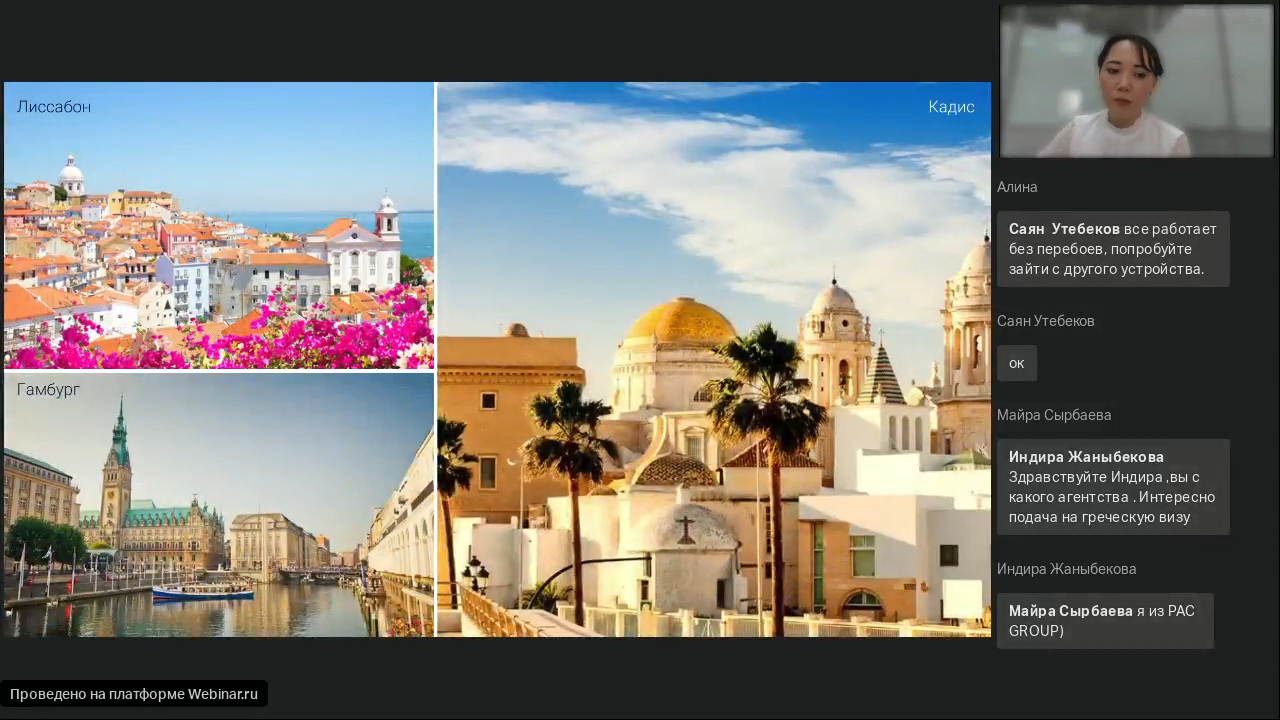 Лиссабон
Кадис
Гамбург
Алина
Саян Утебеков все работает
без перебоев, попробуйте
зайти с другого устройства.
Саян Утебеков
ок
Майра Сырбаева
Индира Жаныбекова
Здравствуйте Индира ,вы с
какого агентства . Интересно
подача на греческую визу
Индира Жаныбекова
Майра Сырбаева я из PAC
GROUP)
Проведено на платформе Webinar.ru